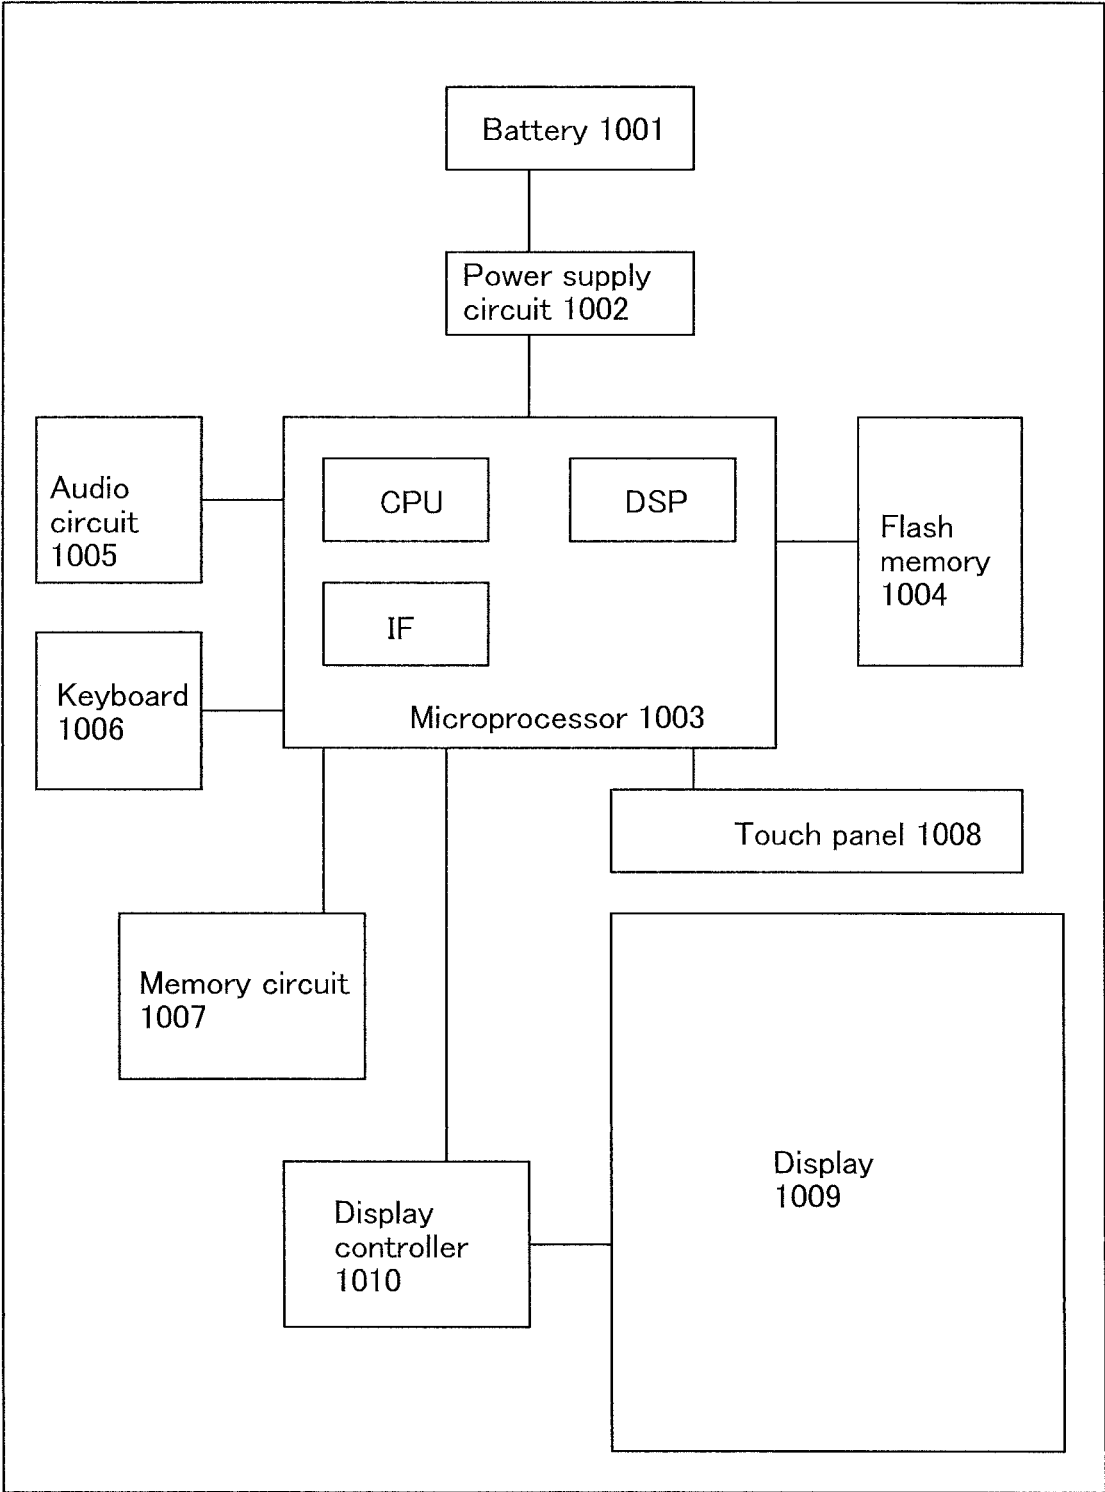 Battery 1001
Power supply
circuit 1002
Audio
circuit
1005
CPU
DSP
IF
Microprocessor 1003
Flash
memory
1004
Keyboard
1006
Touch panel 1008
Memory circuit
1007
Display
1009
Display
controller
1010